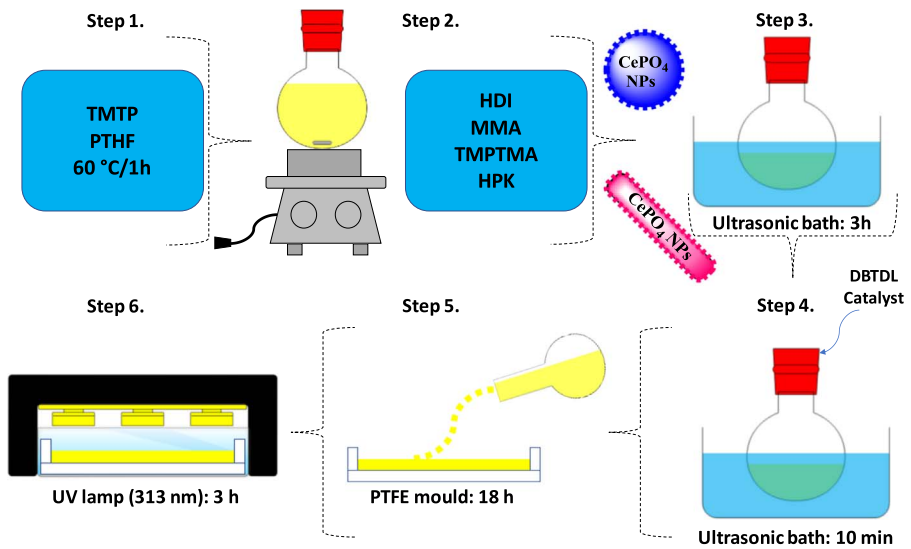 Step 1.
TMTP
PTHF
60 °C/1h
Step 2.
HDI
MMA
TMPTMA
HPK
CePO₄
NPs
CePO₄ NPs
Step 3.
Ultrasonic bath: 3h
Step 4.
DBTDL
Catalyst
Ultrasonic bath: 10 min
Step 5.
PTFE mould: 18 h
Step 6.
UV lamp (313 nm): 3 h